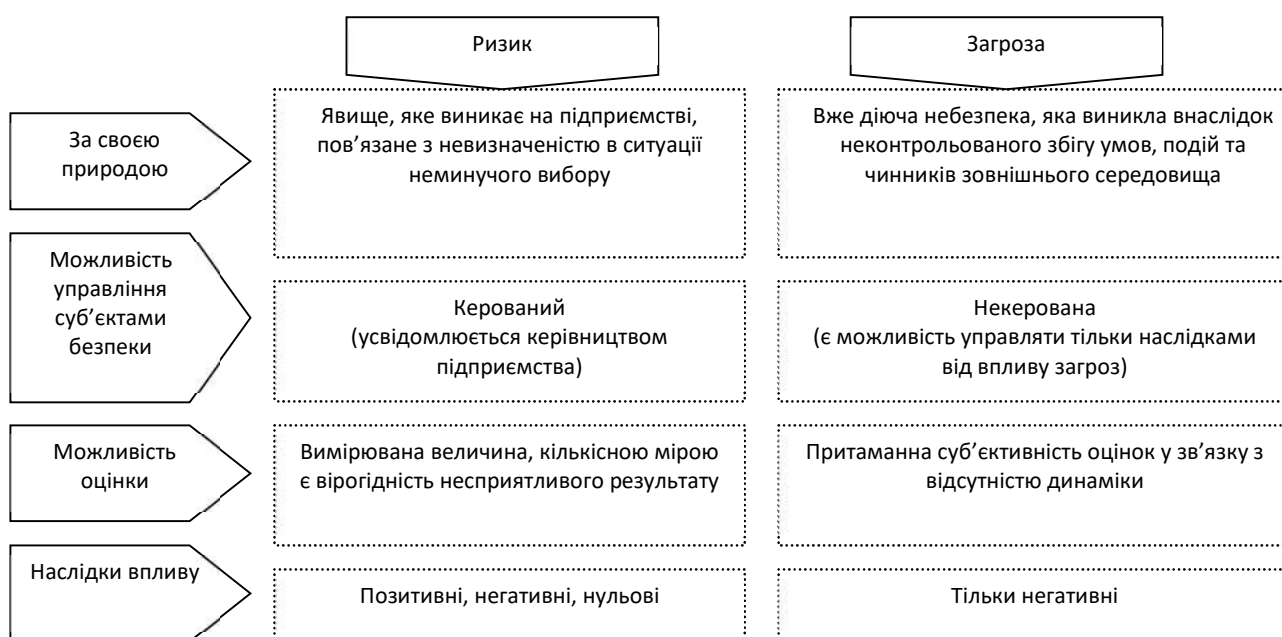 Ризик
Загроза
За своєю
природою
Явище, яке виникає на підприємстві,
пов’язане з невизначеністю в ситуації
неминучого вибору
Вже діюча небезпека, яка виникла внаслідок
неконтрольованого збігу умов, подій та
чинників зовнішнього середовища
Можливість
управління
суб’єктами
безпеки
Керований
(усвідомлюється керівництвом
підприємства)
Некерована
(є можливість управляти тільки наслідками
від впливу загроз)
Можливість
оцінки
Вимірювана величина, кількісною мірою
є вірогідність несприятливого результату
Притаманна суб’єктивність оцінок у зв’язку з
відсутністю динаміки
Наслідки впливу
Позитивні, негативні, нульові
Тільки негативні